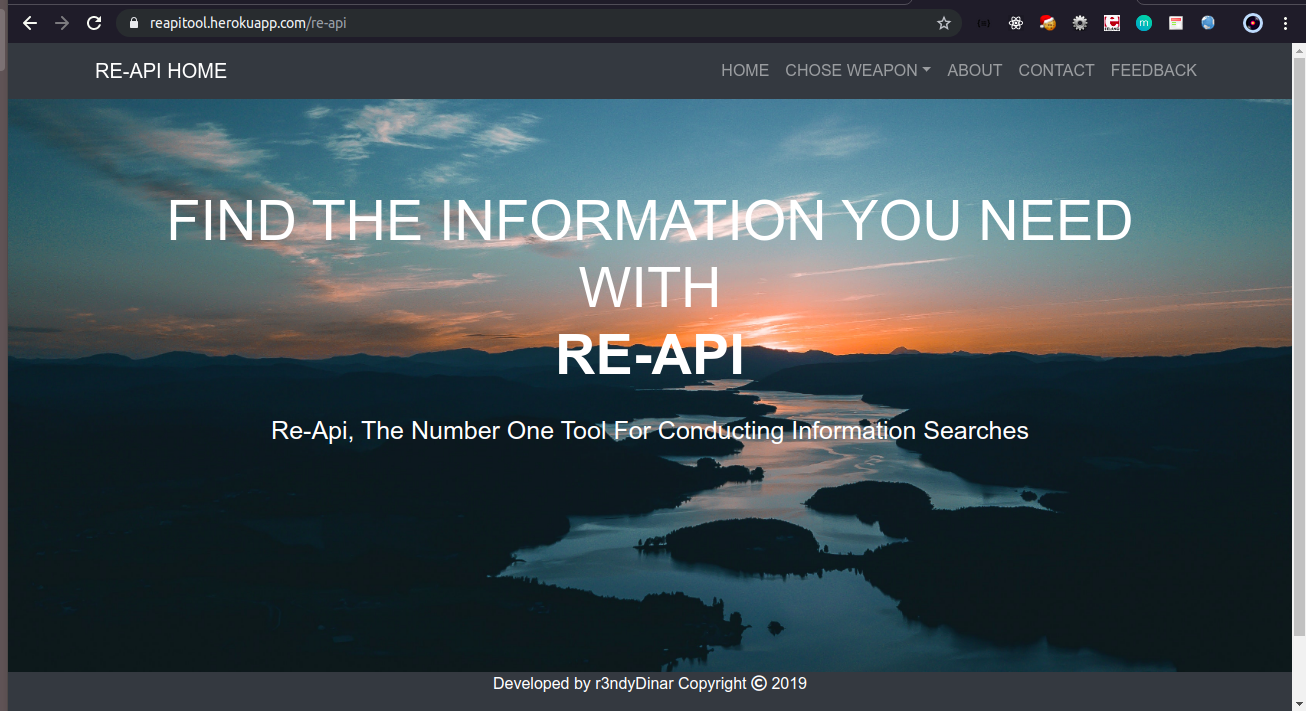 reapitool.herokuapp.com/re-api
RE-API HOME
HOME CHOSE WEAPON ABOUT CONTACT FEEDBACK
FIND THE INFORMATION YOU NEED
WITH
RE-API
Re-Api, The Number One Tool For Conducting Information Searches
Developed by r3ndyDinar Copyright © 2019